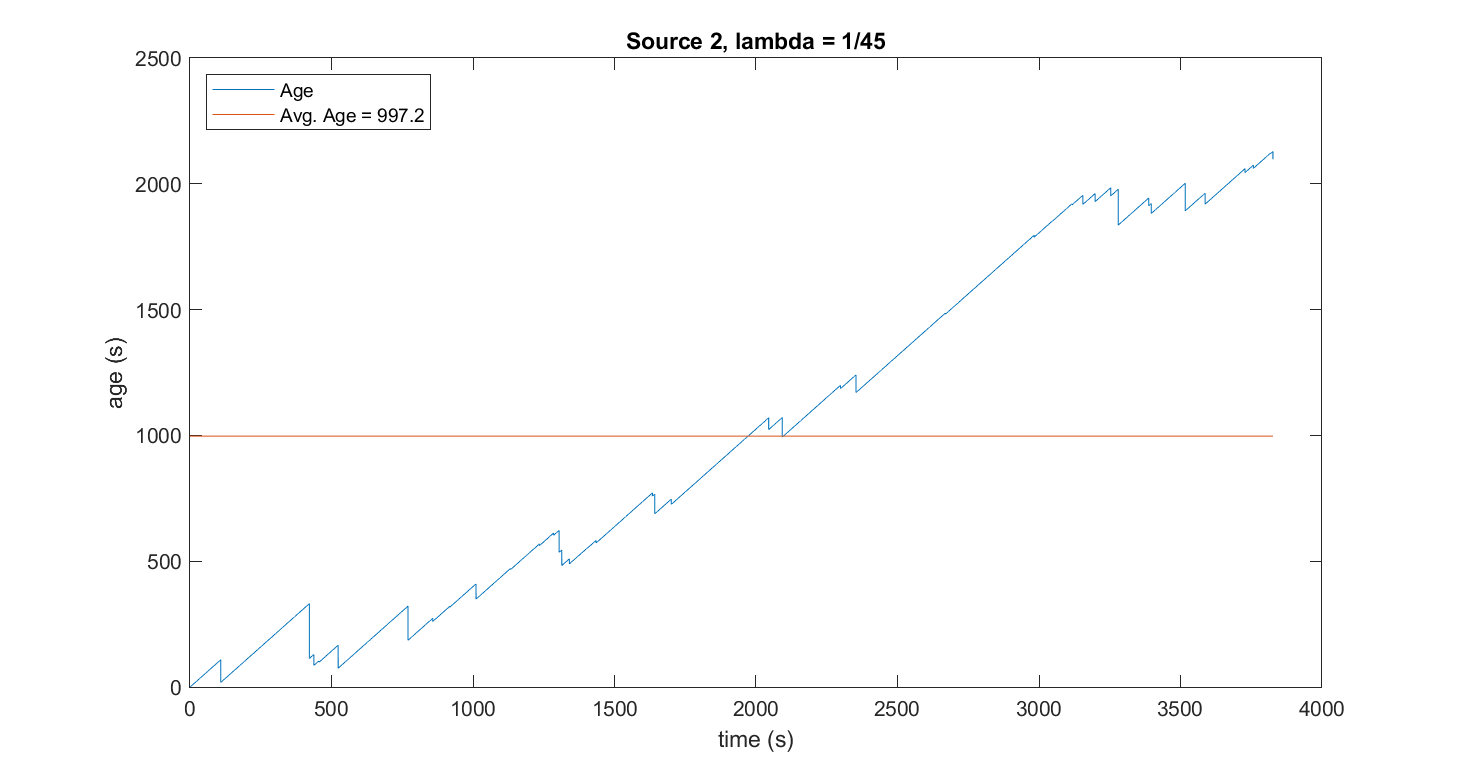 Source 2, lambda = 1/45
Age
Avg. Age = 997.2
2500
2000
1500
1000
500
0
age (s)
0 500 1000 1500 2000 2500 3000 3500 4000
time (s)